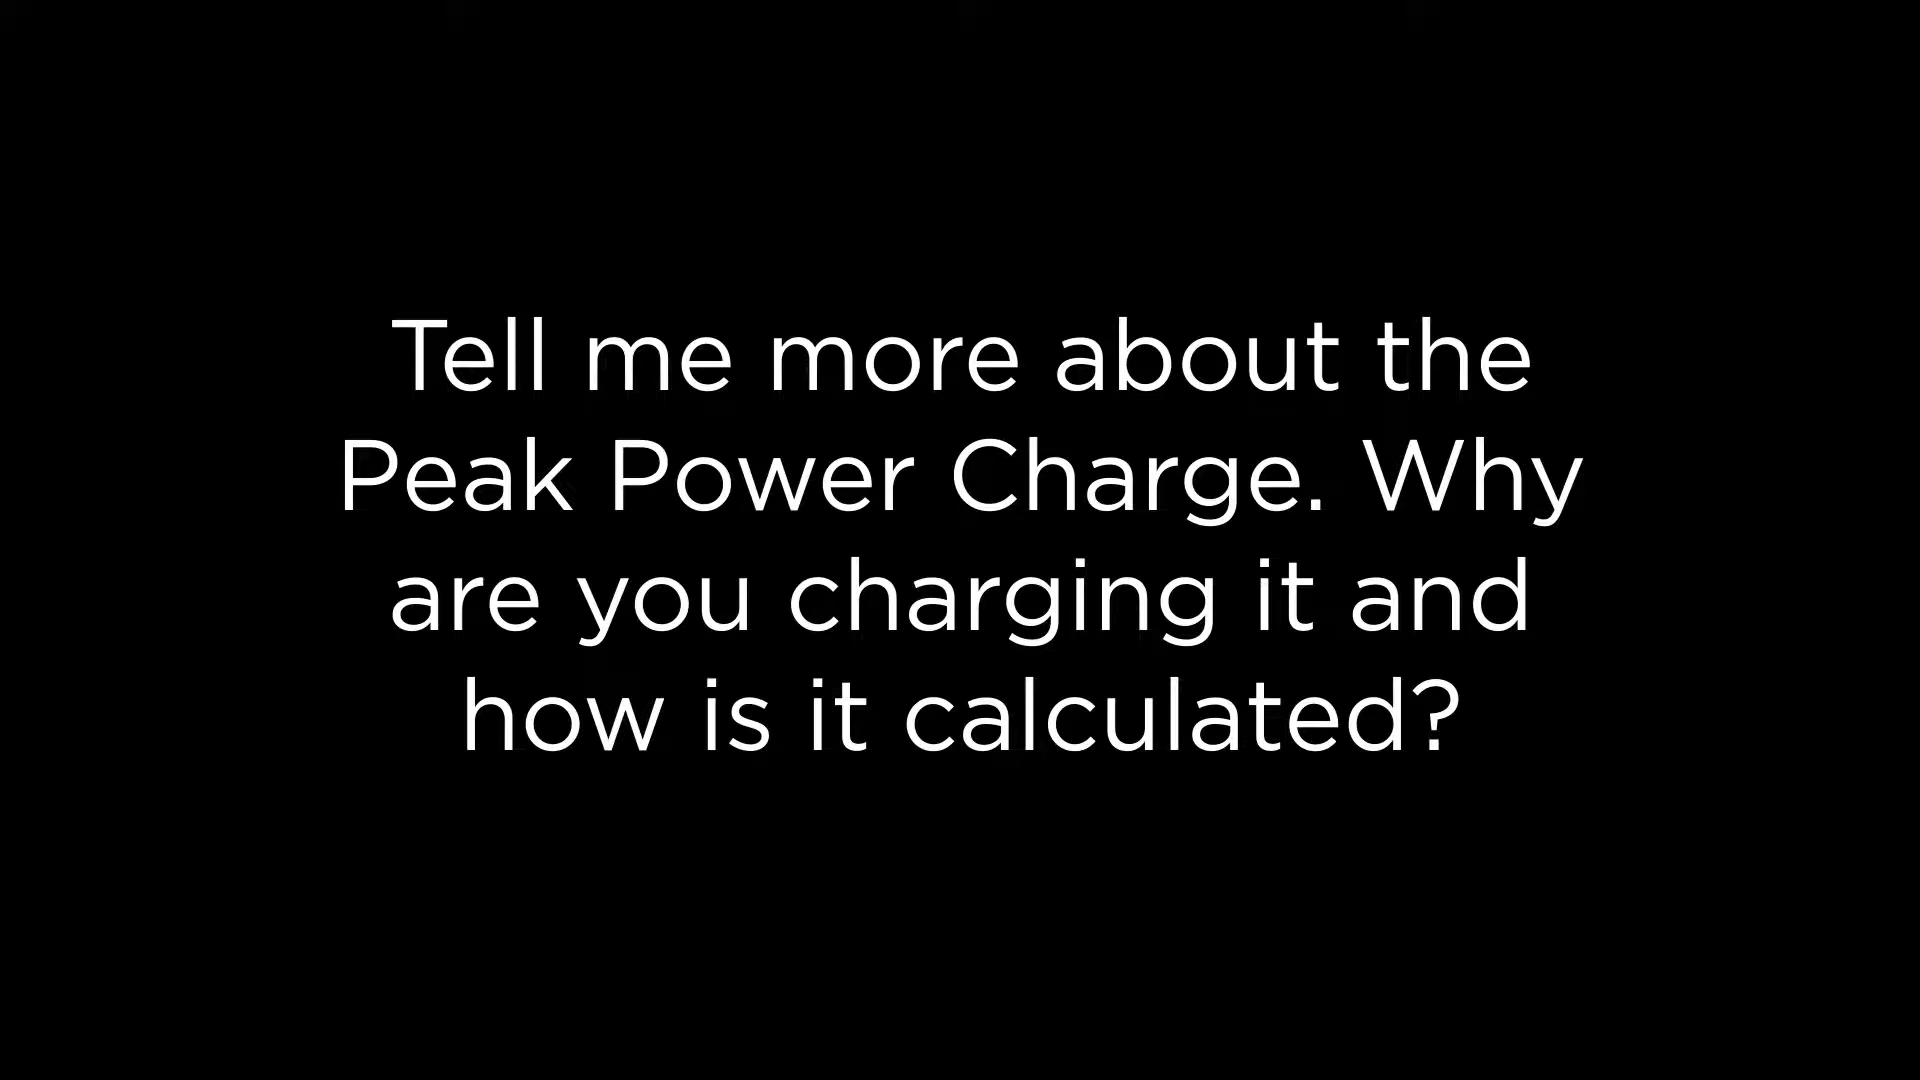 Tell me more about the
Peak Power Charge. Why
are you charging it and
how is it calculated?